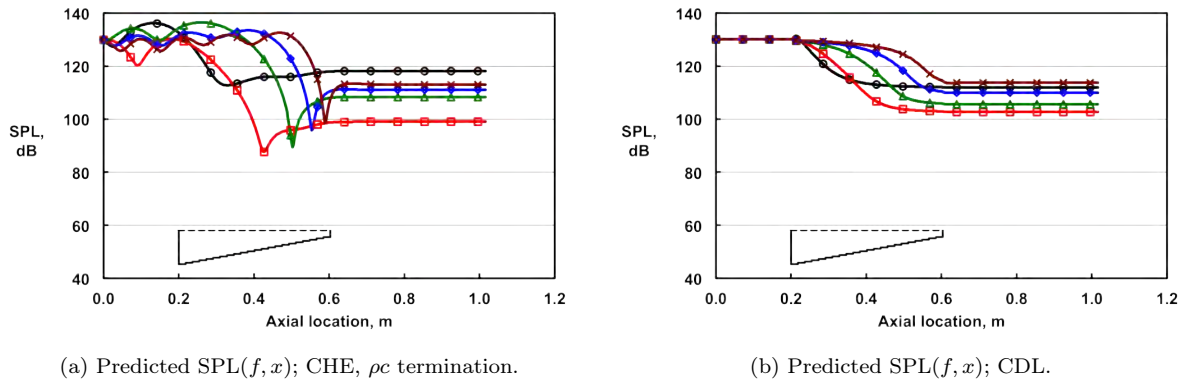 140
120
100
80
60
40
SPL,
dB
0.0 0.2 0.4 0.6 0.8 1.0 1.2
Axial location, m
(a) Predicted SPL(f, x); CHE, ρc termination.
140
120
100
80
60
40
SPL,
dB
0.0 0.2 0.4 0.6 0.8 1.0 1.2
Axial location, m
(b) Predicted SPL(f, x); CDL.